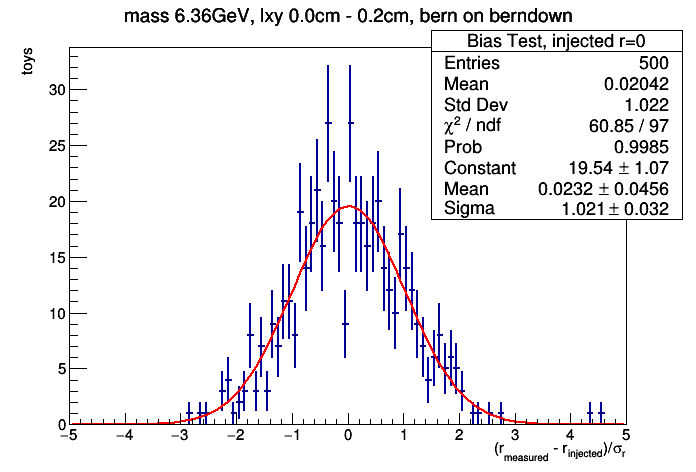 mass 6.36GeV, lxy 0.0cm - 0.2cm, bern on berndown
Bias Test, injected r=0
Entries 500
Mean 0.02042
Std Dev 1.022
χ² / ndf 60.85 / 97
Prob 0.9985
Constant 19.54 ± 1.07
Mean 0.0232 ± 0.0456
Sigma 1.021 ± 0.032
toys
30
25
20
15
10
5
0
−5 −4 −3 −2 −1 0 1 2 3 4 5
(r_measured - r_injected)/σ_r